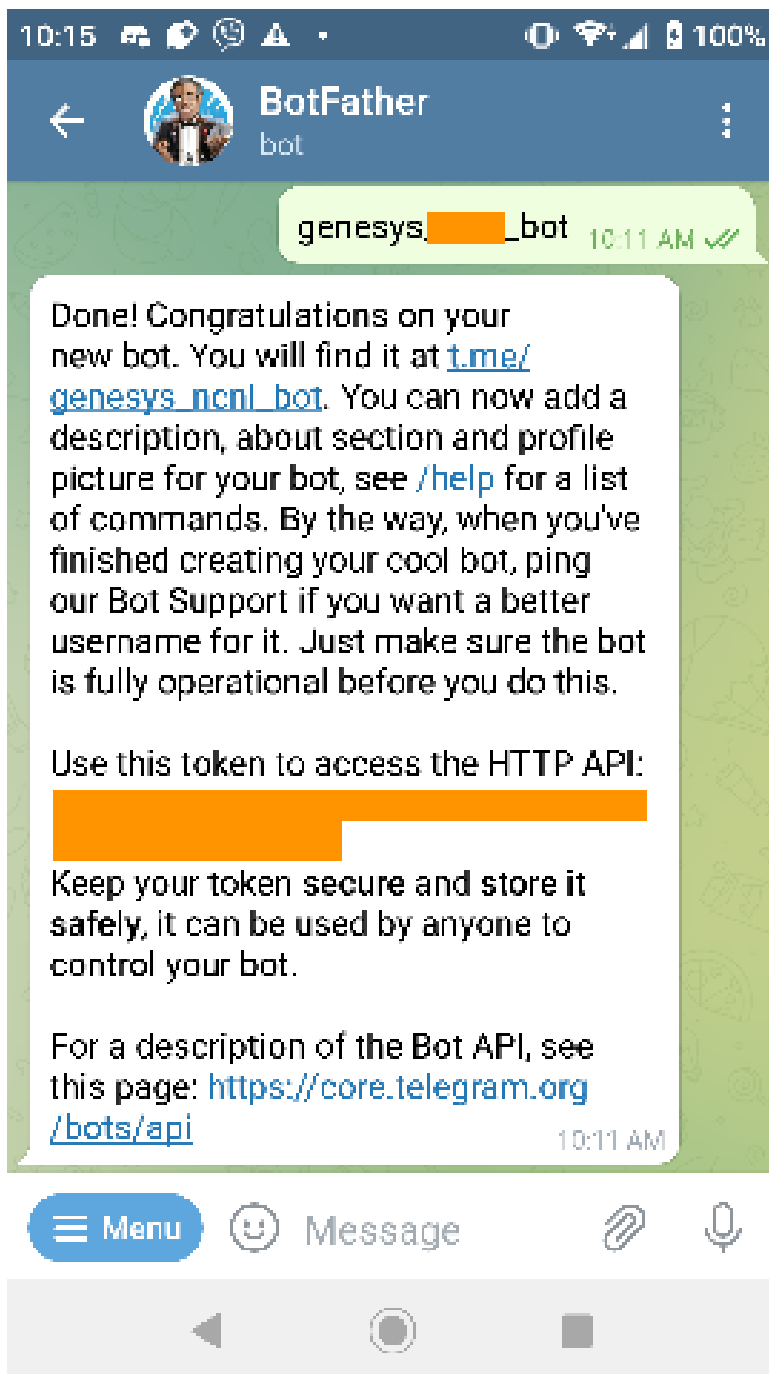 10:15 100%
BotFather
bot
genesys_ _bot 10:11 AM
Done! Congratulations on your
new bot. You will find it at t.me/
genesys_ncnl_bot. You can now add a
description, about section and profile
picture for your bot, see /help for a list
of commands. By the way, when you've
finished creating your cool bot, ping
our Bot Support if you want a better
username for it. Just make sure the bot
is fully operational before you do this.
Use this token to access the HTTP API:
Keep your token secure and store it
safely, it can be used by anyone to
control your bot.
For a description of the Bot API, see
this page: https://core.telegram.org
/bots/api
10:11 AM
Menu Message